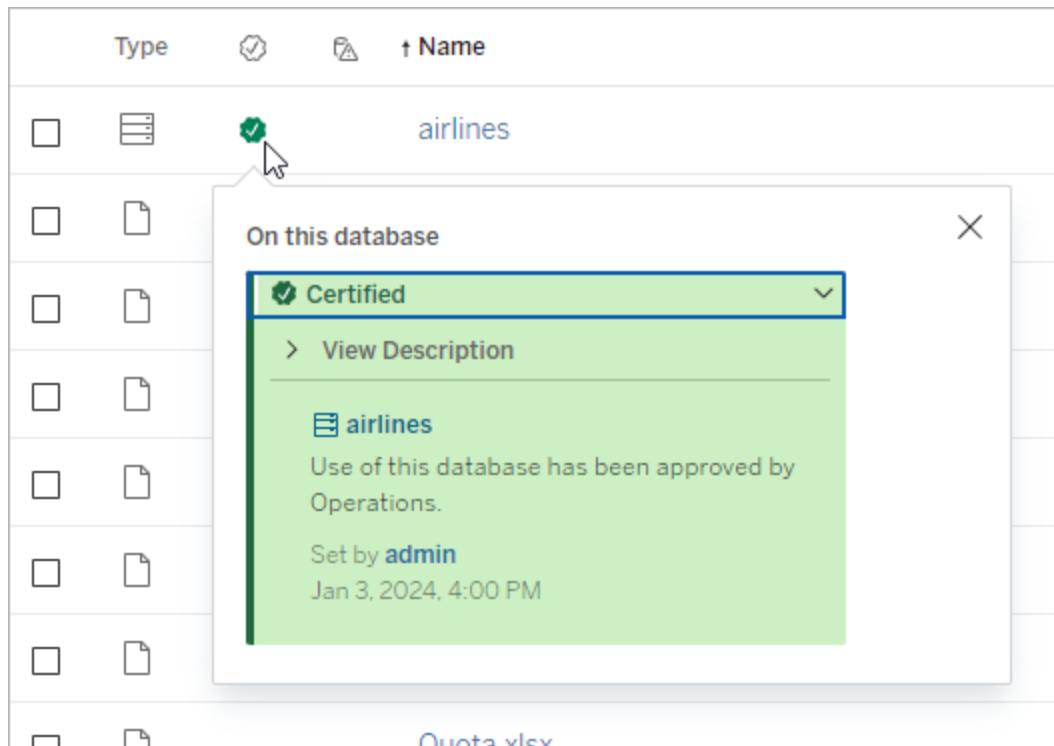 Type ↑ Name
airlines
On this database
Certified
View Description
airlines
Use of this database has been approved by
Operations.
Set by admin
Jan 3, 2024, 4:00 PM
Quota.xlsx